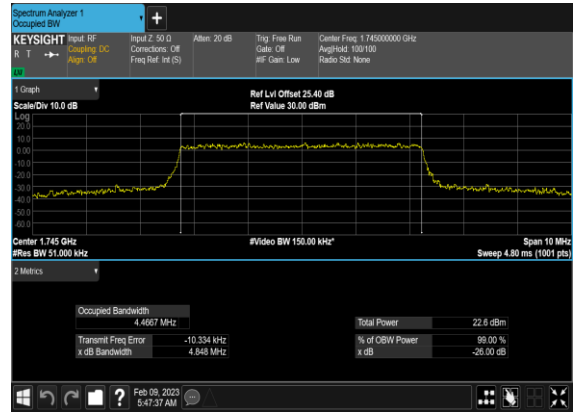 Spectrum Analyzer 1
Occupied BW
+
KEYSIGHT Input: RF Input Z: 50 Ω Atten: 20 dB Trig: Free Run Center Freq: 1.745000000 GHz
R T Coupling: DC Corrections: Off Gate: Off Avg|Hold: 100/100
Align: Off Freq Ref: Int (S) #IF Gain: Low Radio Std: None
LXI
1 Graph
Ref Lvl Offset 25.40 dB
Scale/Div 10.0 dB Ref Value 30.00 dBm
Log
20.0
10.0
0.00
-10.0
-20.0
-30.0
-40.0
-50.0
-60.0
Center 1.745 GHz #Video BW 150.00 kHz* Span 10 MHz
#Res BW 51.000 kHz Sweep 4.80 ms (1001 pts)
2 Metrics
Occupied Bandwidth
4.4667 MHz Total Power 22.6 dBm
Transmit Freq Error -10.334 kHz % of OBW Power 99.00 %
x dB Bandwidth 4.848 MHz x dB -26.00 dB
? Feb 09, 2023
5:47:37 AM